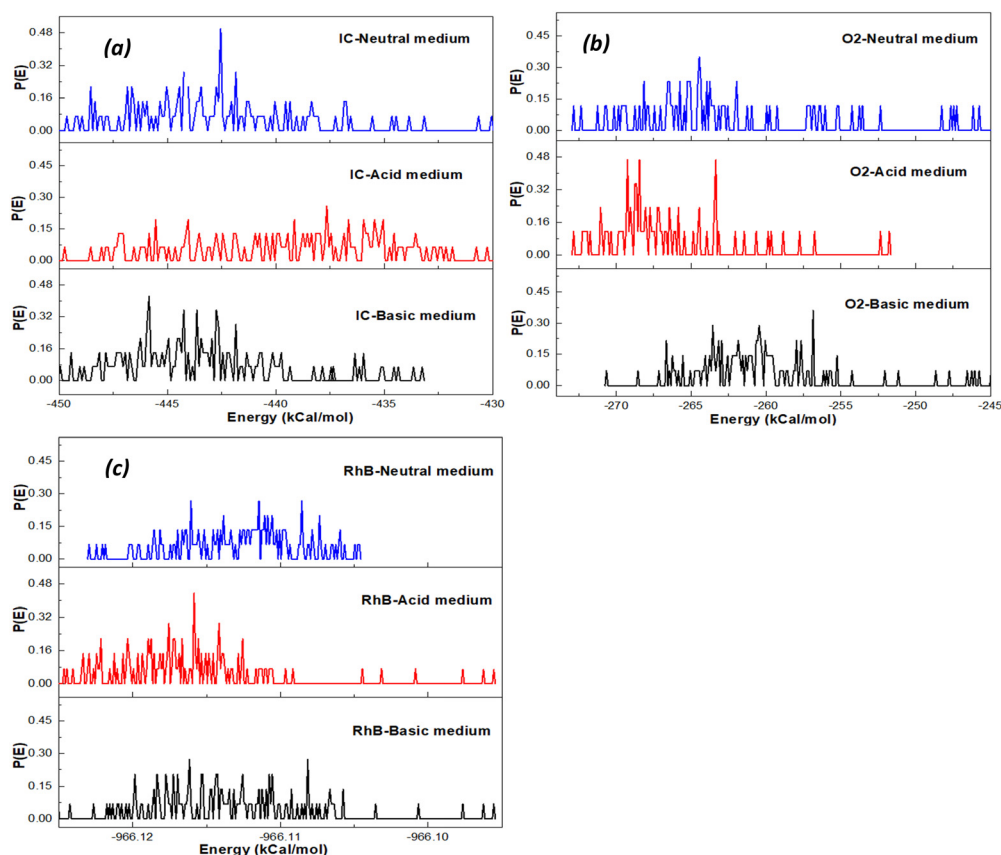 (a)
IC-Neutral medium
P(E)
0.48
0.32
0.16
0.00
IC-Acid medium
P(E)
0.45
0.30
0.15
0.00
IC-Basic medium
P(E)
0.48
0.32
0.16
0.00
-450 -445 -440 -435 -430
Energy (kCal/mol)
(b)
O2-Neutral medium
P(E)
0.45
0.30
0.15
0.00
O2-Acid medium
P(E)
0.48
0.32
0.16
0.00
O2-Basic medium
P(E)
0.45
0.30
0.15
0.00
-270 -265 -260 -255 -250 -245
Energy (kCal/mol)
(c)
RhB-Neutral medium
P(E)
0.45
0.30
0.15
0.00
RhB-Acid medium
P(E)
0.48
0.32
0.16
0.00
RhB-Basic medium
P(E)
0.45
0.30
0.15
0.00
-966.12 -966.11 -966.10
Energy (kCal/mol)